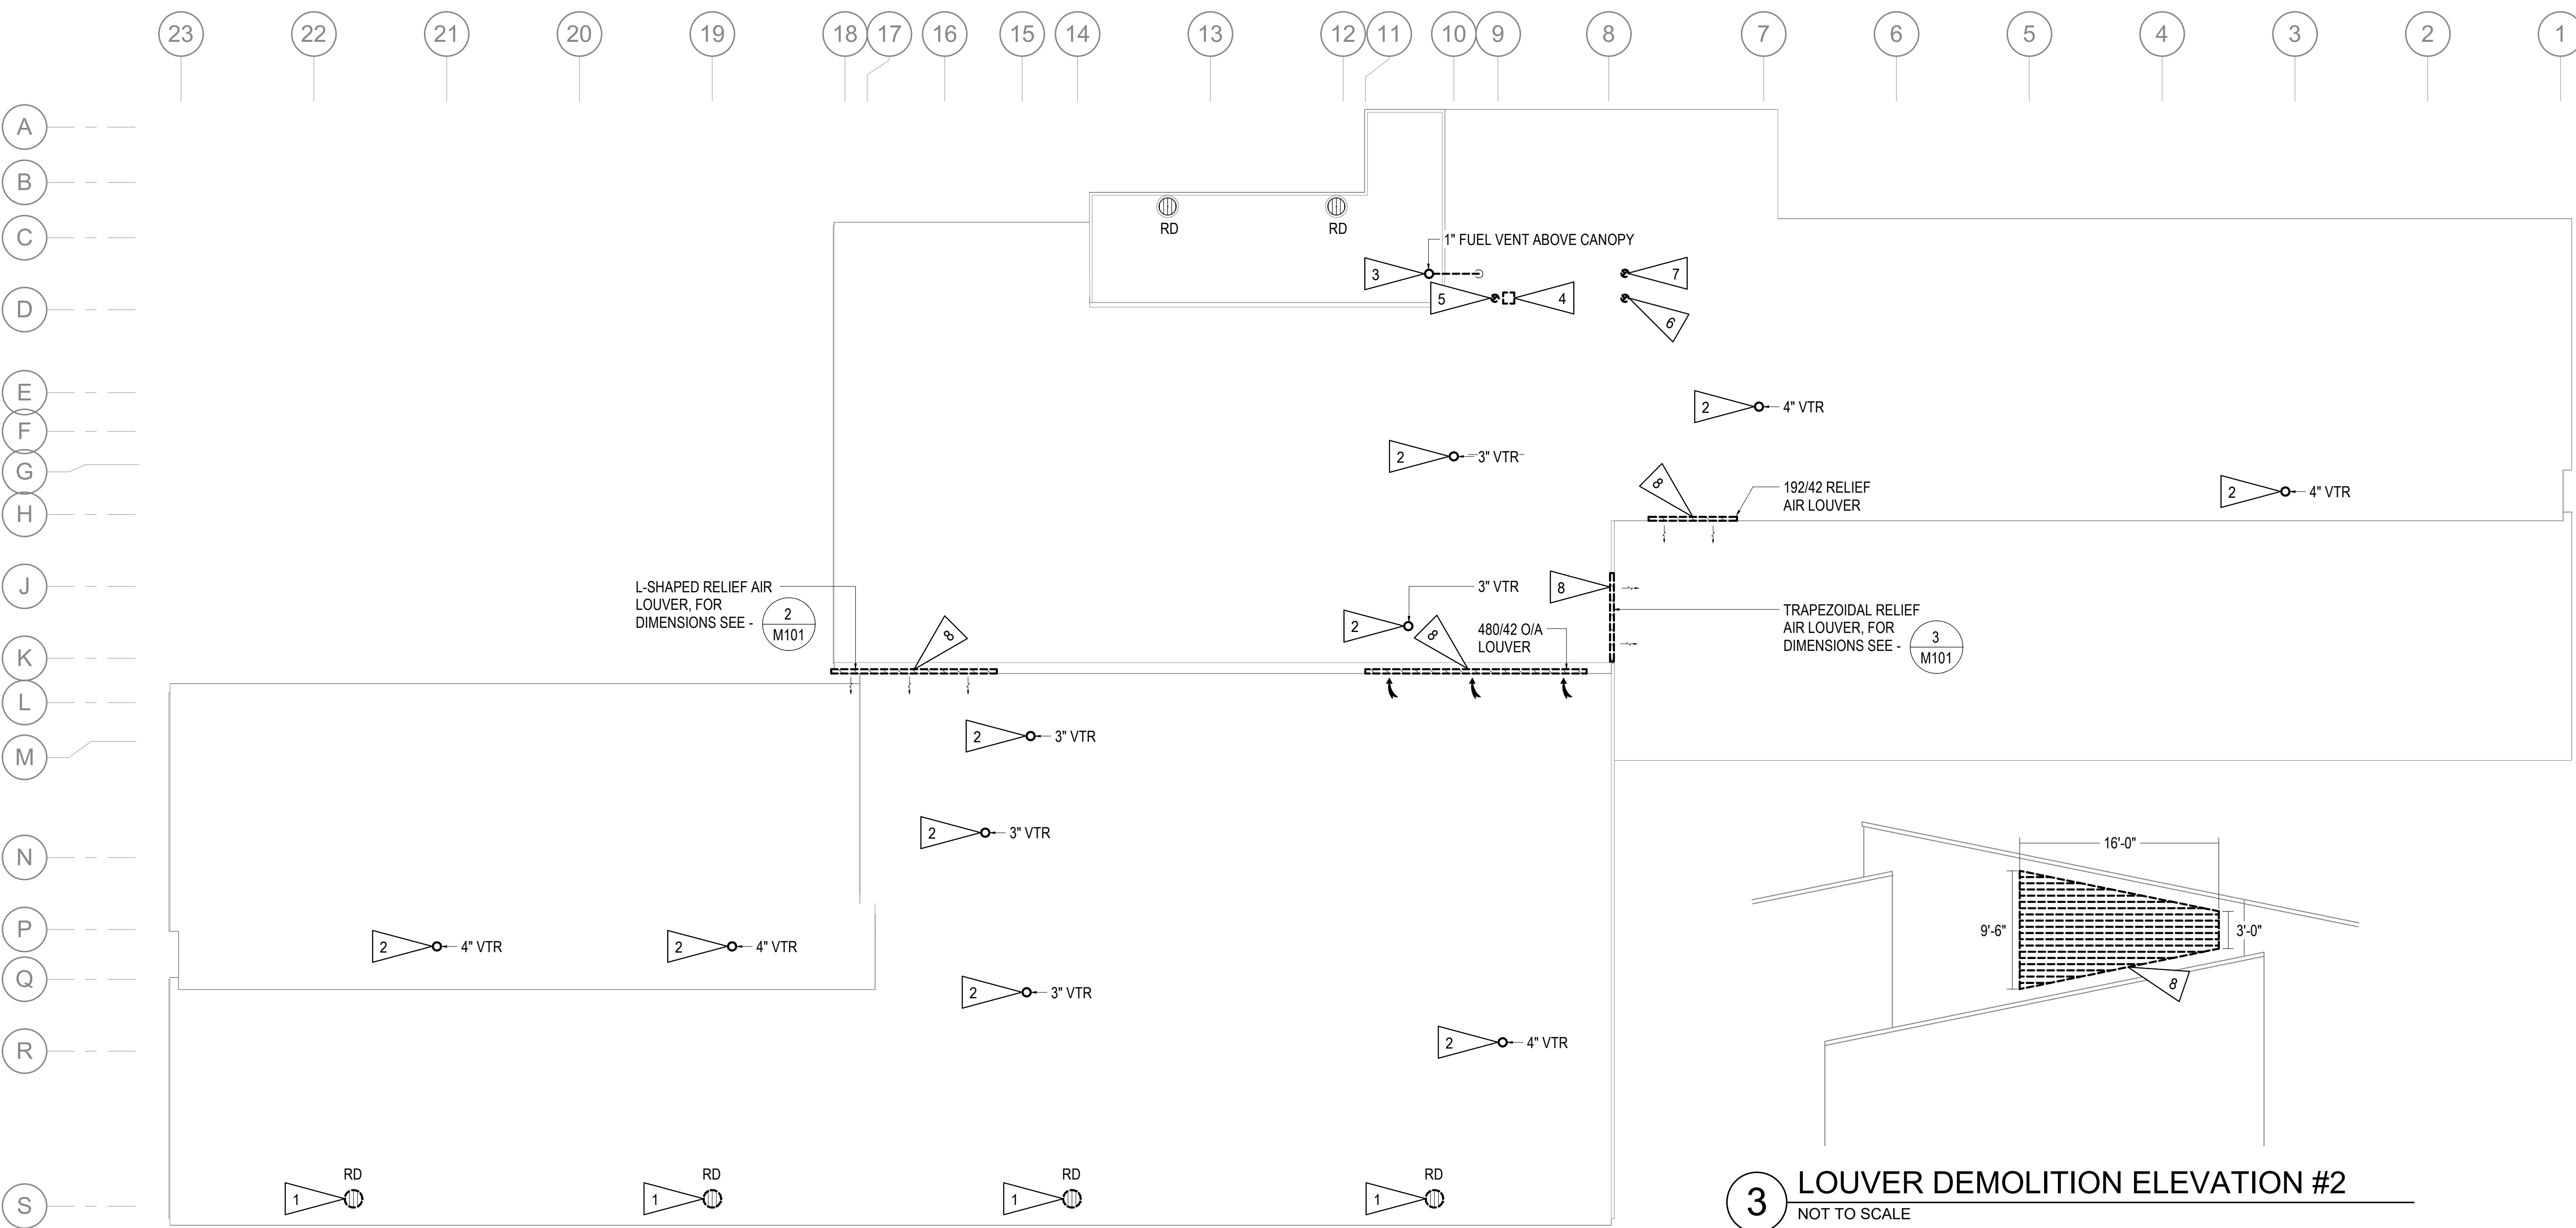 23 22 21 20 19 18 17 16 15 14 13 12 11 10 9 8 7 6 5 4 3 2 1
A
B
C
RD RD
1" FUEL VENT ABOVE CANOPY
3 7
5 4
D
6
E
2 4" VTR
F
2 3" VTR
G
8 192/42 RELIEF
AIR LOUVER
2 4" VTR
H
J
L-SHAPED RELIEF AIR
LOUVER, FOR
DIMENSIONS SEE -
2
M101
8
3" VTR
2
8
480/42 O/A
LOUVER
8
TRAPEZOIDAL RELIEF
AIR LOUVER, FOR
DIMENSIONS SEE -
3
M101
K
L
2 3" VTR
M
2 3" VTR
16'-0"
N
9'-6" 3'-0"
8
P
2 4" VTR 2 4" VTR
Q
2 3" VTR
2 4" VTR
R
RD RD RD RD
1 1 1 1
S
3 LOUVER DEMOLITION ELEVATION #2
NOT TO SCALE